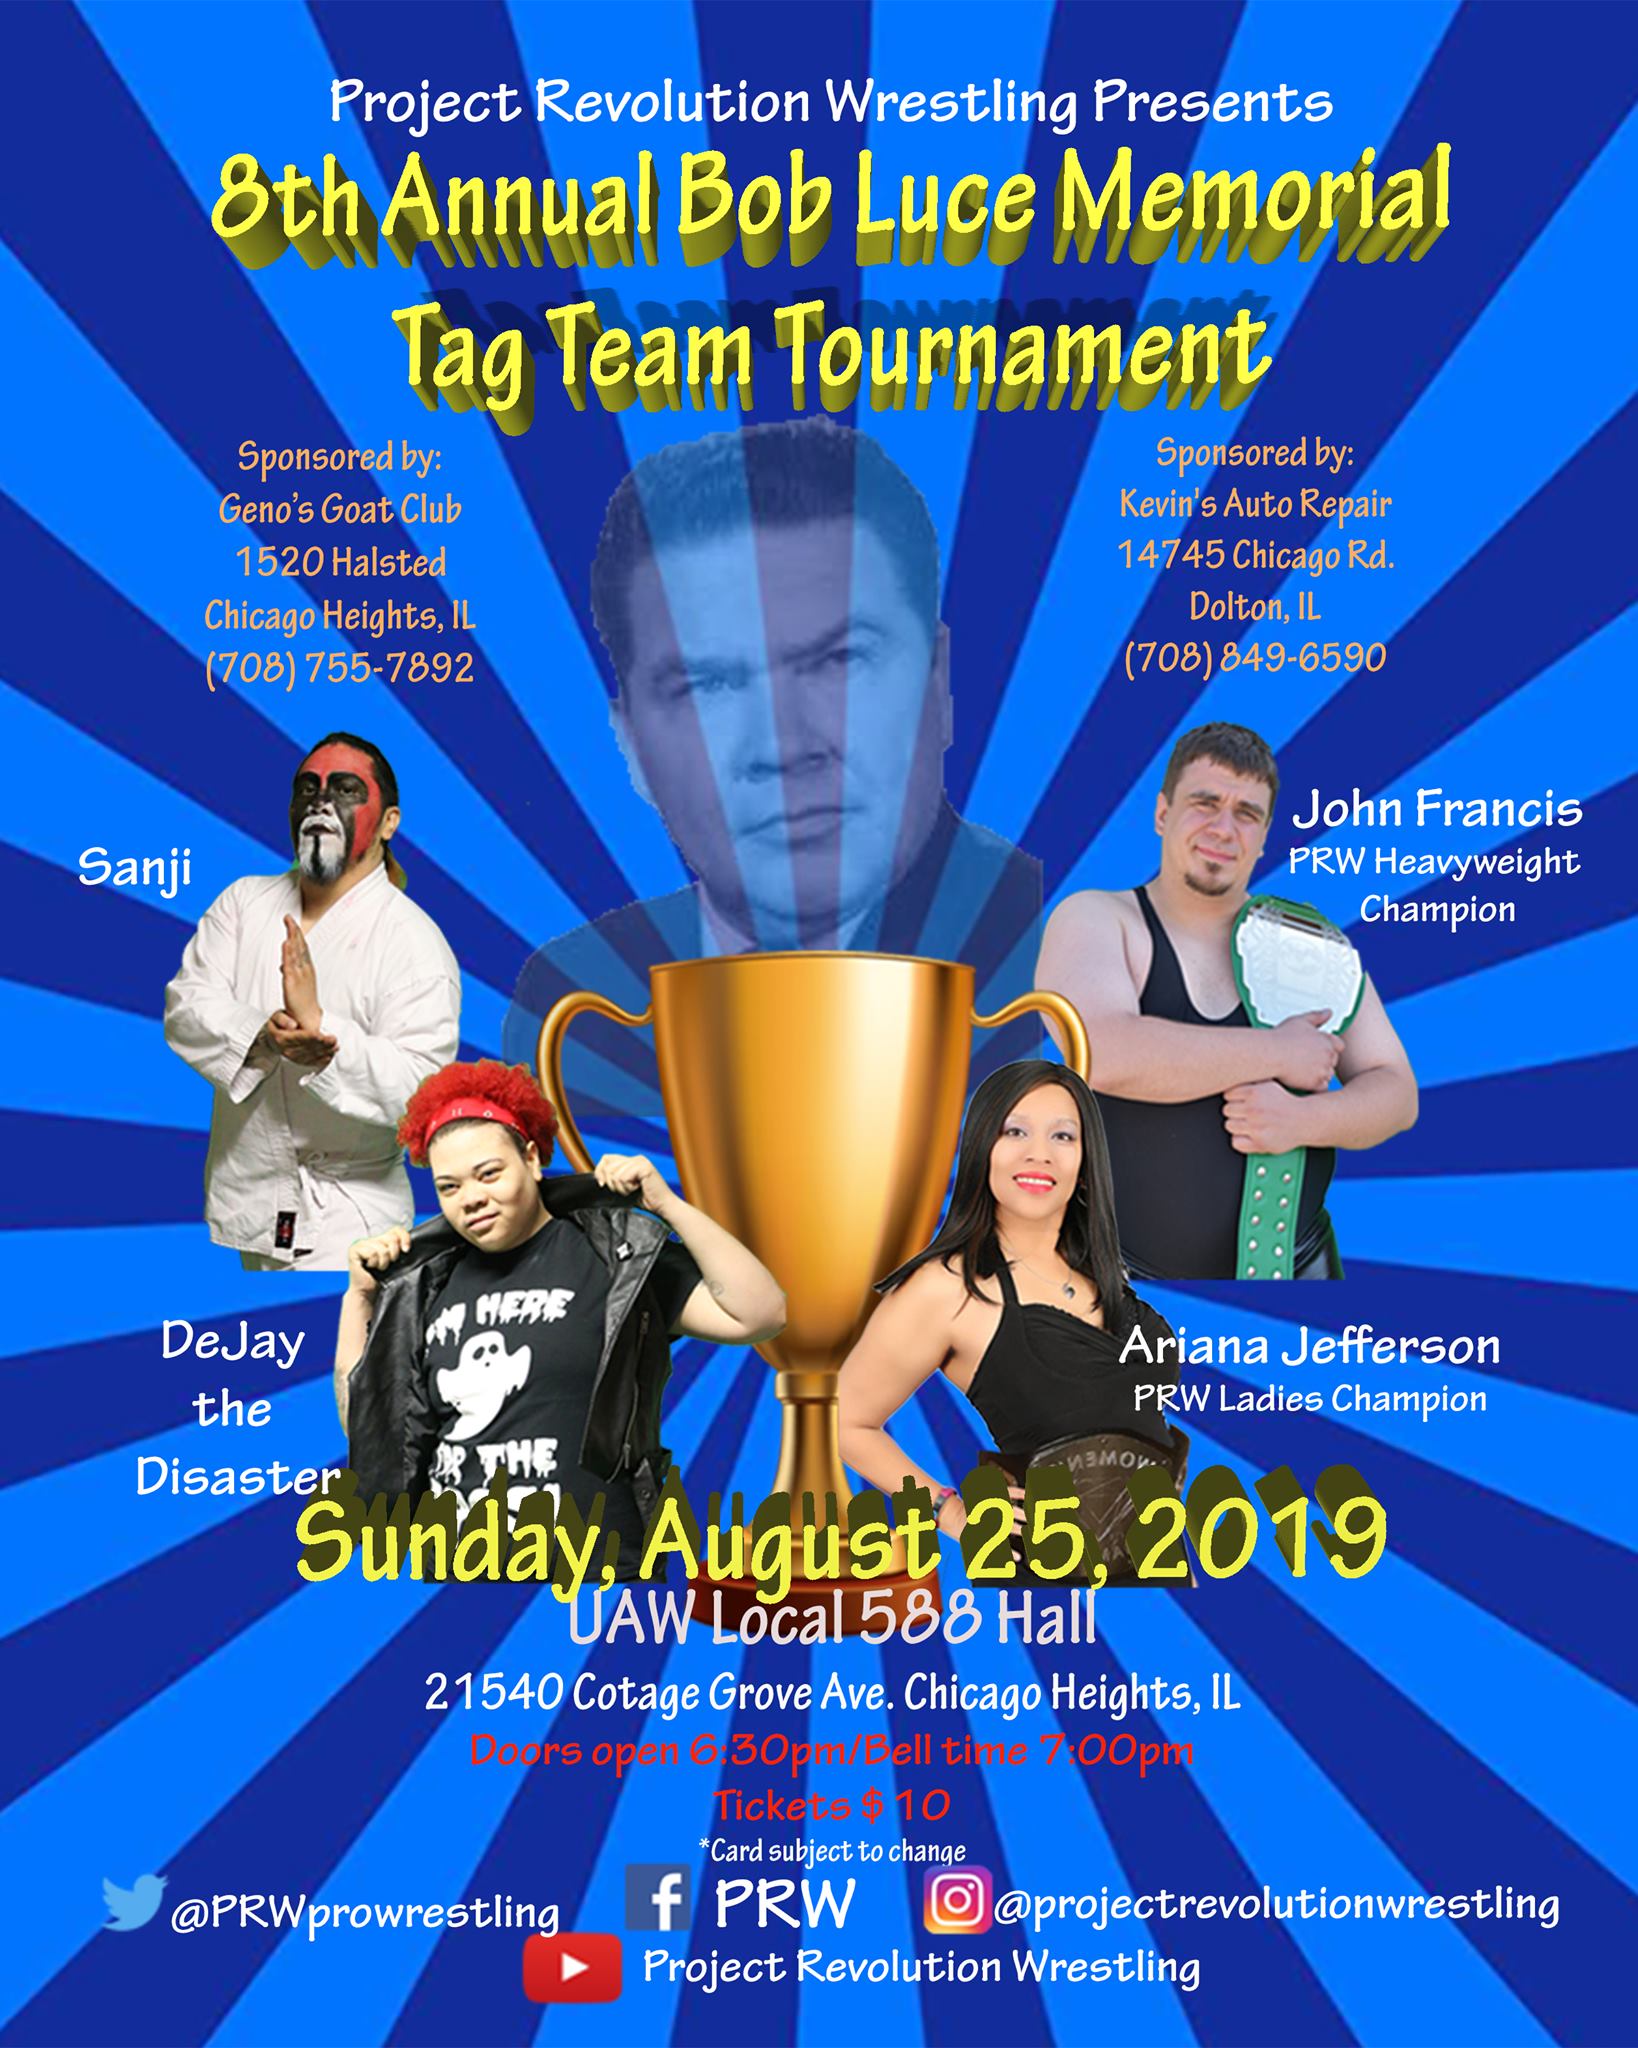 Project Revolution Wrestling Presents
8th Annual Bob Luce Memorial
Tag Team Tournament
Sponsored by:
Geno's Goat Club
1520 Halsted
Chicago Heights, IL
(708) 755-7892
Sponsored by:
Kevin's Auto Repair
14745 Chicago Rd.
Dolton, IL
(708) 849-6590
Sanji
John Francis
PRW Heavyweight
Champion
DeJay
the
Disaster
HERE
THE
Ariana Jefferson
PRW Ladies Champion
Sunday, August 25, 2019
UAW Local 588 Hall
21540 Cotage Grove Ave. Chicago Heights, IL
Doors open 6:30pm/Bell time 7:00pm
Tickets $ 10
*Card subject to change
@PRWprowrestling
f PRW
@projectrevolutionwrestling
Project Revolution Wrestling